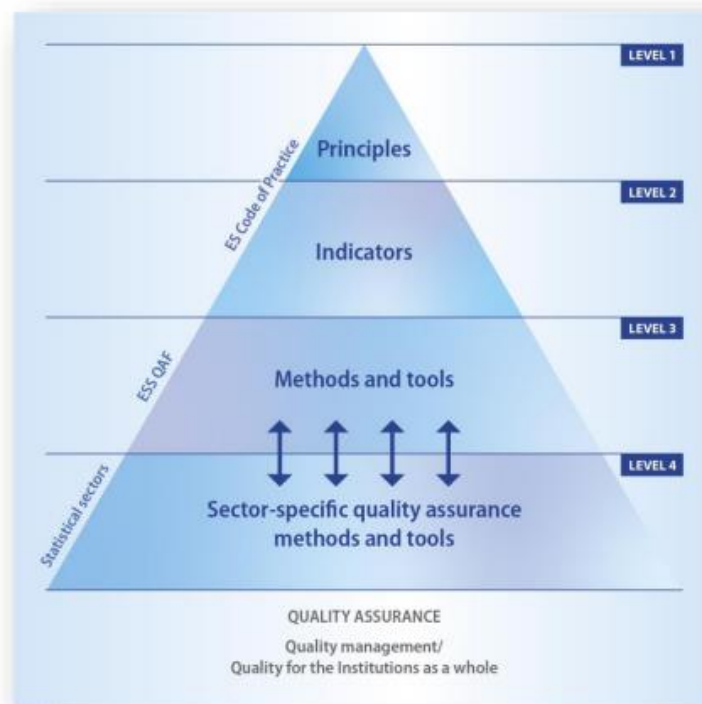 LEVEL 1
Principles
ES Code of Practice
LEVEL 2
Indicators
LEVEL 3
ESS QAF
Methods and tools
LEVEL 4
Statistical sectors
Sector-specific quality assurance
methods and tools
QUALITY ASSURANCE
Quality management/
Quality for the Institutions as a whole